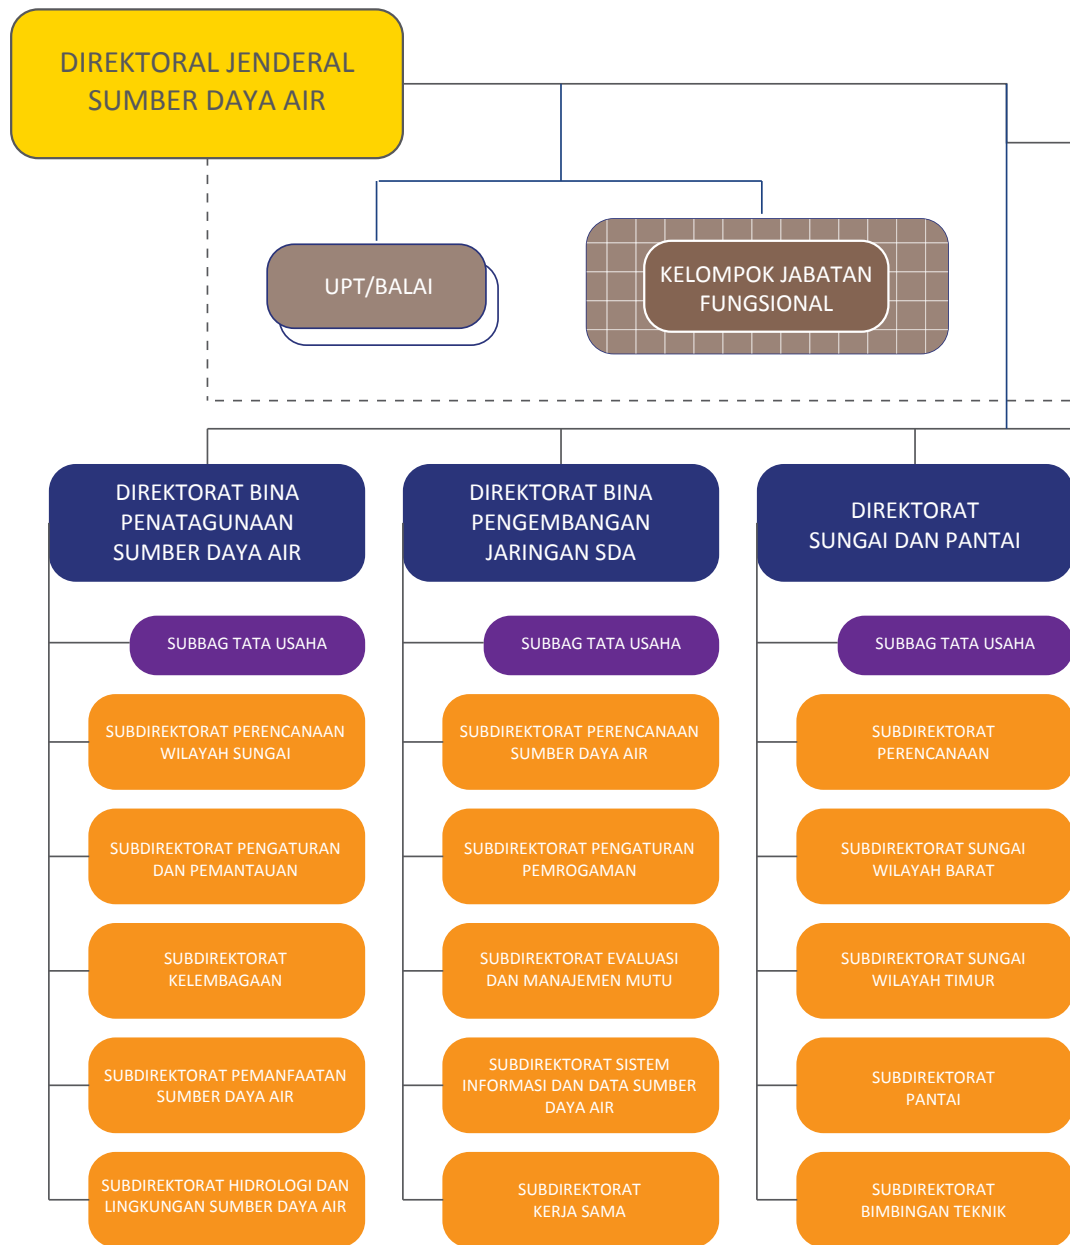 DIREKTORAL JENDERAL
SUMBER DAYA AIR
UPT/BALAI
KELOMPOK JABATAN
FUNGSIONAL
DIREKTORAT BINA
PENATAGUNAAN
SUMBER DAYA AIR
SUBBAG TATA USAHA
SUBDIREKTORAT PERENCANAAN
WILAYAH SUNGAI
SUBDIREKTORAT PENGATURAN
DAN PEMANTAUAN
SUBDIREKTORAT
KELEMBAGAAN
SUBDIREKTORAT PEMANFAATAN
SUMBER DAYA AIR
SUBDIREKTORAT HIDROLOGI DAN
LINGKUNGAN SUMBER DAYA AIR
DIREKTORAT BINA
PENGEMBANGAN
JARINGAN SDA
SUBBAG TATA USAHA
SUBDIREKTORAT PERENCANAAN
SUMBER DAYA AIR
SUBDIREKTORAT PENGATURAN
PEMROGAMAN
SUBDIREKTORAT EVALUASI
DAN MANAJEMEN MUTU
SUBDIREKTORAT SISTEM
INFORMASI DAN DATA SUMBER
DAYA AIR
SUBDIREKTORAT
KERJA SAMA
DIREKTORAT
SUNGAI DAN PANTAI
SUBBAG TATA USAHA
SUBDIREKTORAT
PERENCANAAN
SUBDIREKTORAT SUNGAI
WILAYAH BARAT
SUBDIREKTORAT SUNGAI
WILAYAH TIMUR
SUBDIREKTORAT
PANTAI
SUBDIREKTORAT
BIMBINGAN TEKNIK